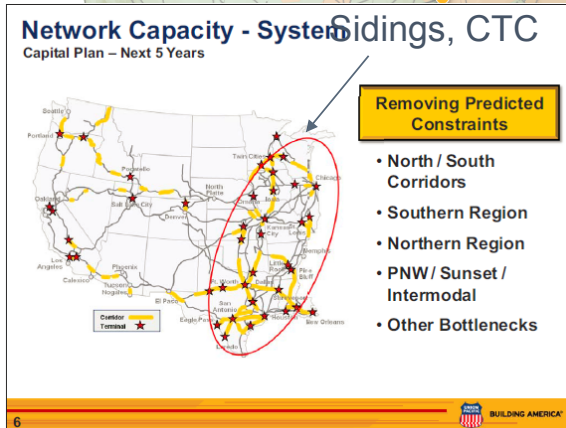 Network Capacity - System
Sidings, CTC
Capital Plan – Next 5 Years
Removing Predicted
Constraints
• North / South
Corridors
• Southern Region
• Northern Region
• PNW / Sunset /
Intermodal
• Other Bottlenecks
Seattle
Portland
Twin Cities
Pocatello
Chicago
North
Platte
Oakland
Salt Lake City
Denver
Kansas
City
St. Louis
Los
Angeles
Phoenix
Memphis
Little
Rock
Pine
Bluff
Calexico
Tucson
Nogales
Ft. Worth
Dallas
El Paso
Shreveport
San
Antonio
Eagle Pass
Houston
New Orleans
Laredo
Corridor
Terminal
6
UNION
PACIFIC
BUILDING AMERICA®